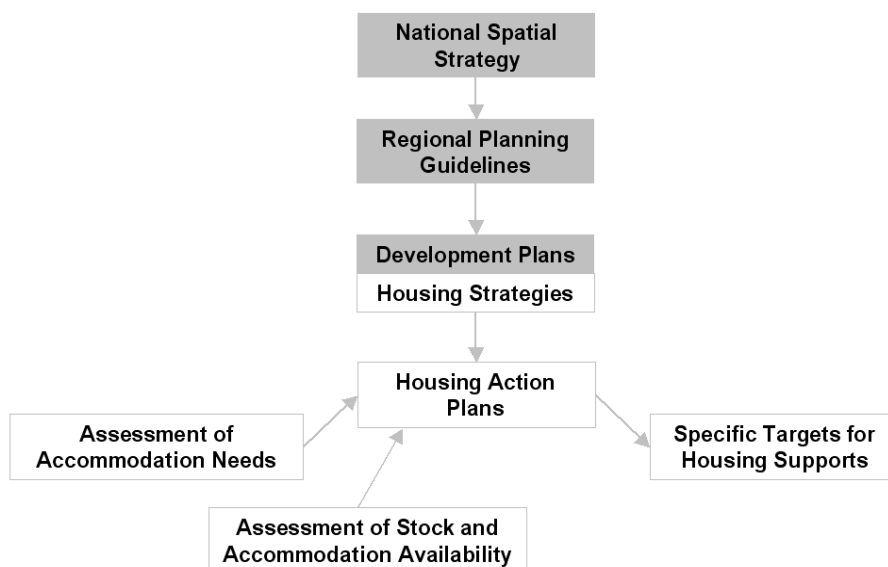 National Spatial
Strategy
Regional Planning
Guidelines
Development Plans
Housing Strategies
Housing Action
Plans
Assessment of
Accommodation Needs
Specific Targets for
Housing Supports
Assessment of Stock and
Accommodation Availability